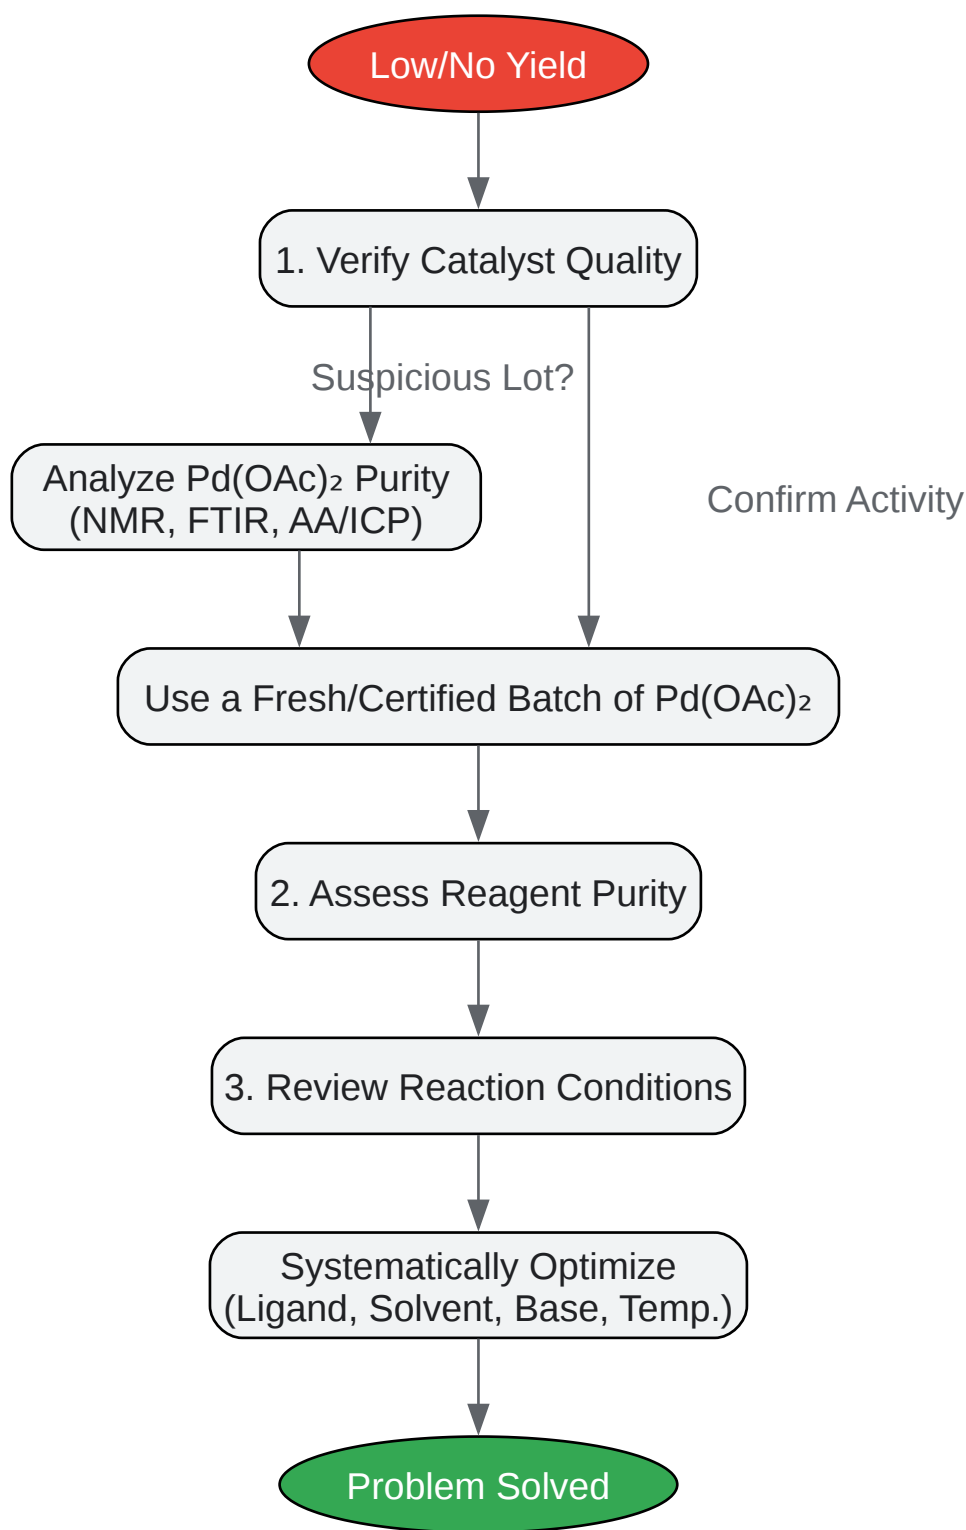 Low/No Yield
1. Verify Catalyst Quality
Suspicious Lot?
Analyze Pd(OAc)₂ Purity
(NMR, FTIR, AA/ICP)
Confirm Activity
Use a Fresh/Certified Batch of Pd(OAc)₂
2. Assess Reagent Purity
3. Review Reaction Conditions
Systematically Optimize
(Ligand, Solvent, Base, Temp.)
Problem Solved